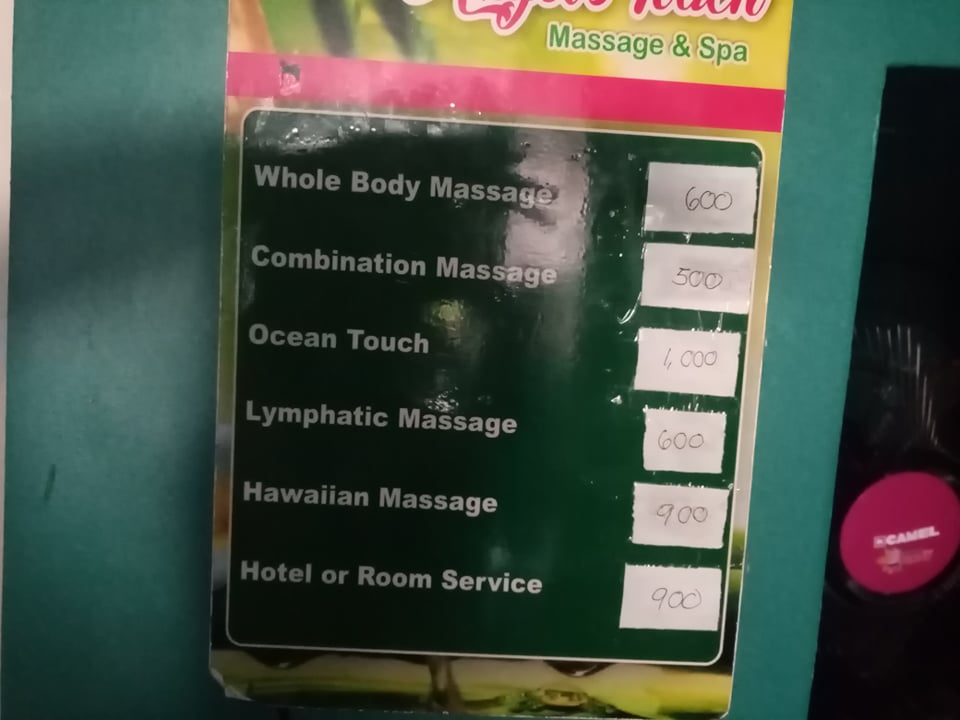 Touch
Massage & Spa
Whole Body Massage 600
Combination Massage 500
Ocean Touch 1,000
Lymphatic Massage 600
Hawaiian Massage 900
Hotel or Room Service 900
CAMEL